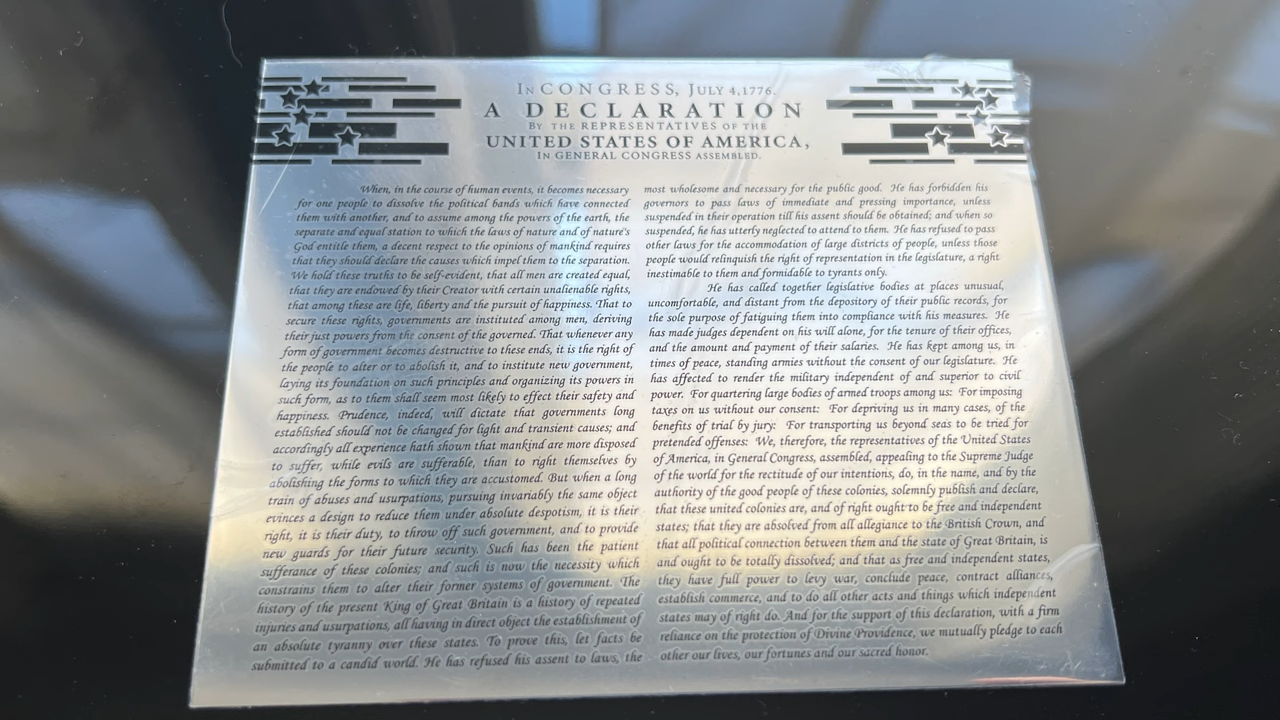 IN CONGRESS, JULY 4, 1776.
A DECLARATION
BY THE REPRESENTATIVES OF THE
UNITED STATES OF AMERICA,
IN GENERAL CONGRESS ASSEMBLED.
When, in the course of human events, it becomes necessary
for one people to dissolve the political bands which have connected
them with another, and to assume among the powers of the earth, the
separate and equal station to which the laws of nature and of nature's
God entitle them, a decent respect to the opinions of mankind requires
that they should declare the causes which impel them to the separation.
We hold these truths to be self-evident, that all men are created equal,
that they are endowed by their Creator with certain unalienable rights,
that among these are life, liberty and the pursuit of happiness. That to
secure these rights, governments are instituted among men, deriving
their just powers from the consent of the governed. That whenever any
form of government becomes destructive to these ends, it is the right of
the people to alter or to abolish it, and to institute new government,
laying its foundation on such principles and organizing its powers in
such form, as to them shall seem most likely to effect their safety and
happiness. Prudence, indeed, will dictate that governments long
established should not be changed for light and transient causes; and
accordingly all experience hath shown that mankind are more disposed
to suffer, while evils are sufferable, than to right themselves by
abolishing the forms to which they are accustomed. But when a long
train of abuses and usurpations, pursuing invariably the same object
evinces a design to reduce them under absolute despotism, it is their
right, it is their duty, to throw off such government, and to provide
new guards for their future security. Such has been the patient
sufferance of these colonies; and such is now the necessity which
constrains them to alter their former systems of government. The
history of the present King of Great Britain is a history of repeated
injuries and usurpations, all having in direct object the establishment of
an absolute tyranny over these states. To prove this, let facts be
submitted to a candid world. He has refused his assent to laws, the
most wholesome and necessary for the public good. He has forbidden his
governors to pass laws of immediate and pressing importance, unless
suspended in their operation till his assent should be obtained; and when so
suspended, he has utterly neglected to attend to them. He has refused to pass
other laws for the accommodation of large districts of people, unless those
people would relinquish the right of representation in the legislature, a right
inestimable to them and formidable to tyrants only.
He has called together legislative bodies at places unusual,
uncomfortable, and distant from the depository of their public records, for
the sole purpose of fatiguing them into compliance with his measures. He
has made judges dependent on his will alone, for the tenure of their offices,
and the amount and payment of their salaries. He has kept among us, in
times of peace, standing armies without the consent of our legislature. He
has affected to render the military independent of and superior to civil
power. For quartering large bodies of armed troops among us: For imposing
taxes on us without our consent: For depriving us in many cases, of the
benefits of trial by jury: For transporting us beyond seas to be tried for
pretended offenses: We, therefore, the representatives of the United States
of America, in General Congress, assembled, appealing to the Supreme Judge
of the world for the rectitude of our intentions, do, in the name, and by the
authority of the good people of these colonies, solemnly publish and declare,
that these united colonies are, and of right ought to be free and independent
states; that they are absolved from all allegiance to the British Crown, and
that all political connection between them and the state of Great Britain, is
and ought to be totally dissolved; and that as free and independent states,
they have full power to levy war, conclude peace, contract alliances,
establish commerce, and to do all other acts and things which independent
states may of right do. And for the support of this declaration, with a firm
reliance on the protection of Divine Providence, we mutually pledge to each
other our lives, our fortunes and our sacred honor.